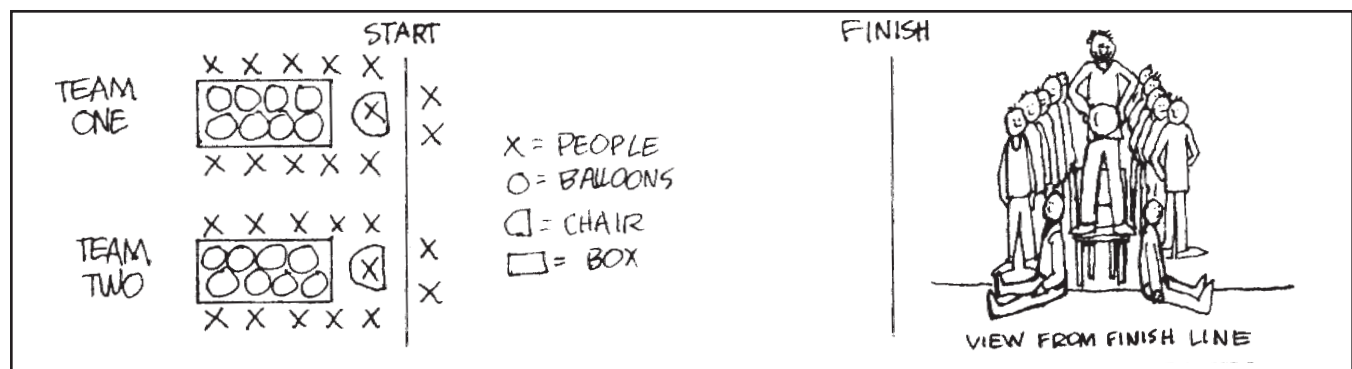 START
FINISH
TEAM
ONE
X = PEOPLE
= BALLOONS
= CHAIR
= BOX
TEAM
TWO
VIEW FROM FINISH LINE